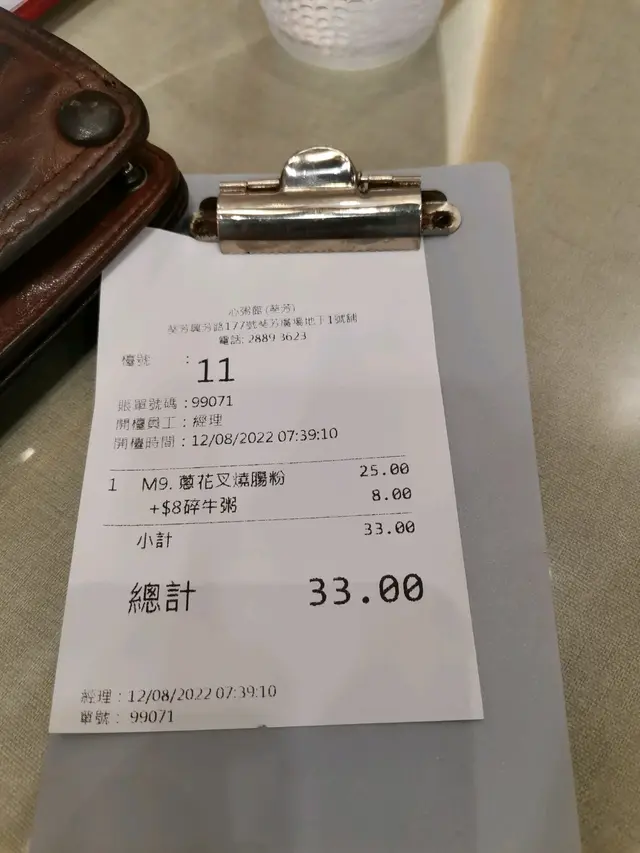 心粥館 (葵芳)
葵芳興芳路177號葵芳廣場地下1號舖
電話: 2889 3623
檯號 : 11
賬單號碼 : 99071
開檯員工 : 經理
開檯時間 : 12/08/2022 07:39:10
1 M9. 蔥花叉燒腸粉 25.00
+$8碎牛粥 8.00
小計 33.00
總計 33.00
經理 : 12/08/2022 07:39:10
單號 : 99071